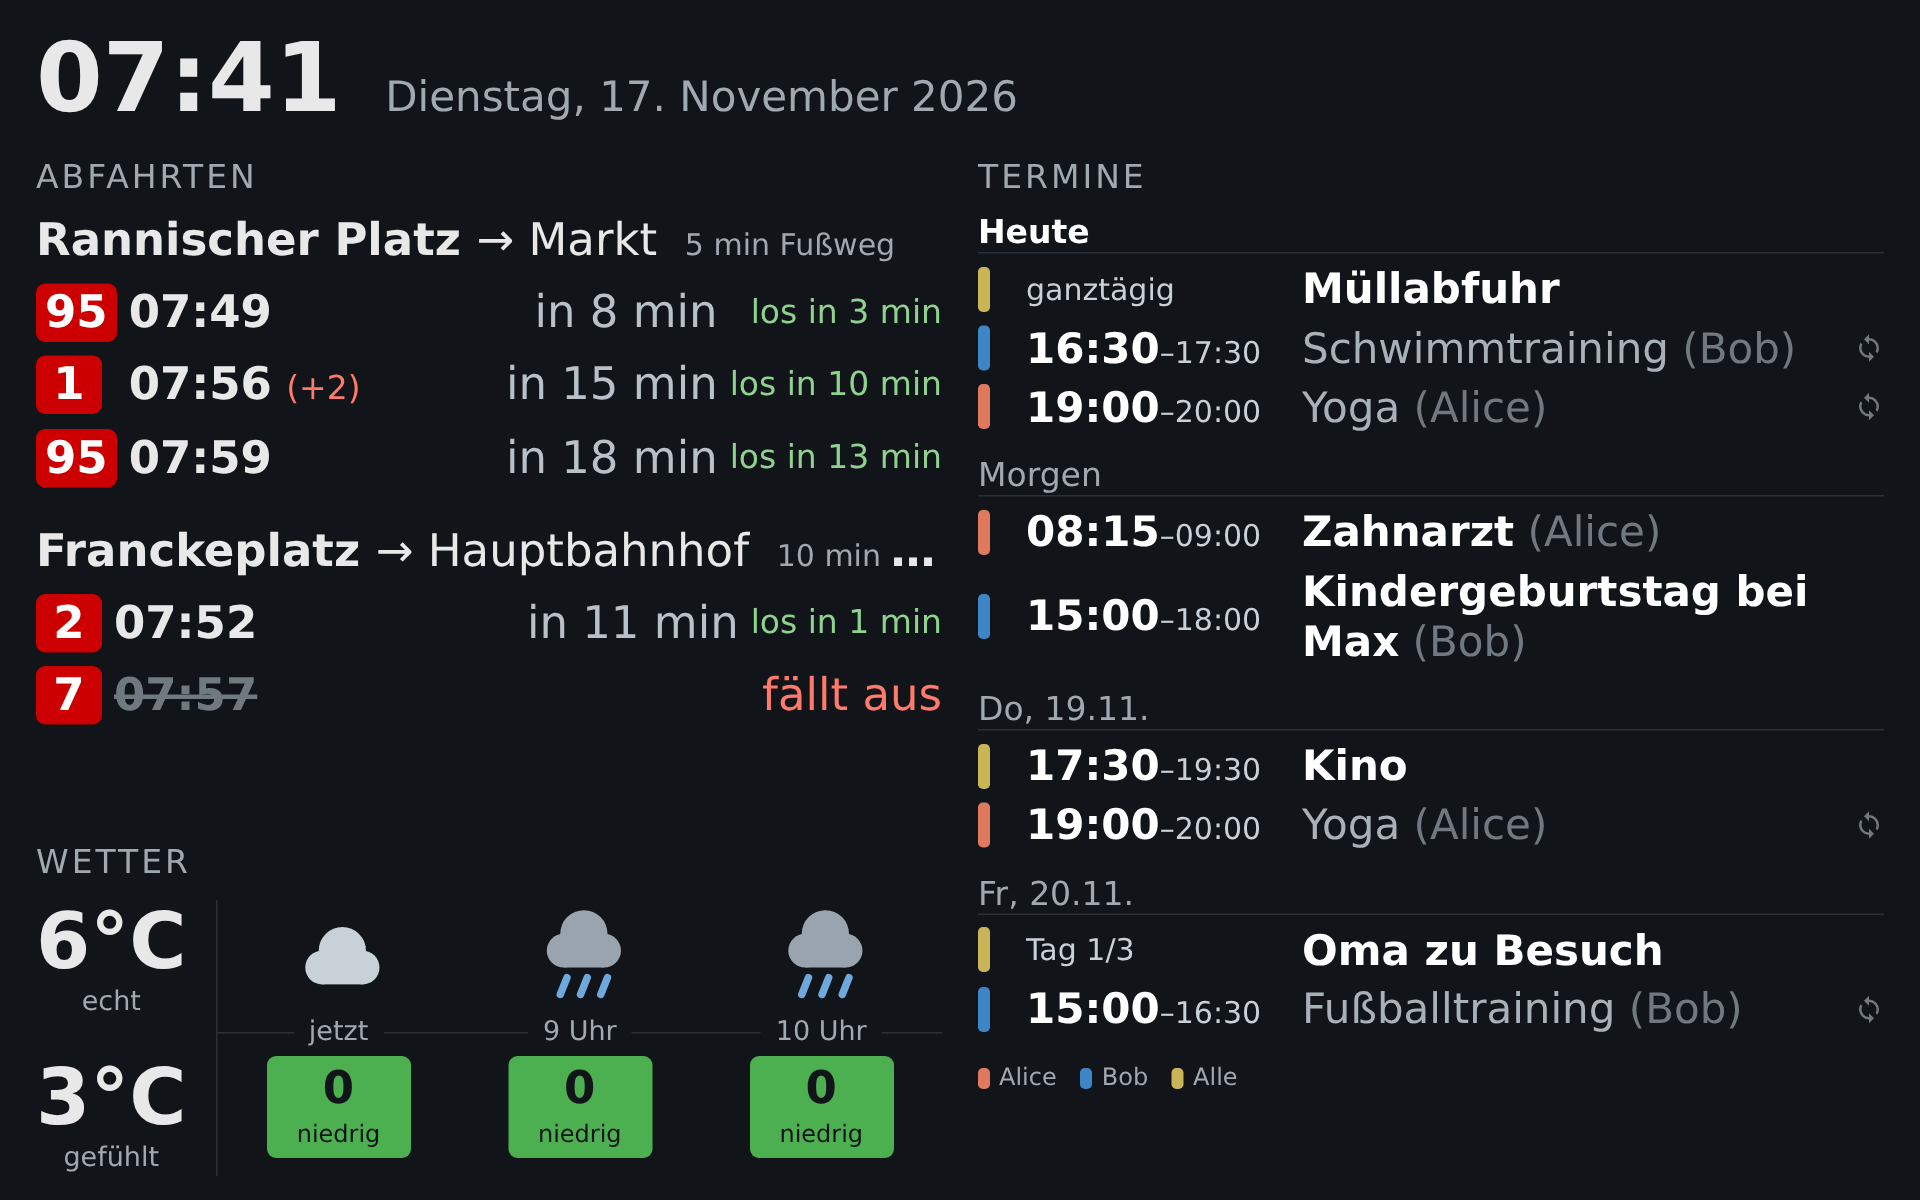 07:41 Dienstag, 17. November 2026
ABFAHRTEN
Rannischer Platz → Markt 5 min Fußweg
95 07:49 in 8 min los in 3 min
1 07:56 (+2) in 15 min los in 10 min
95 07:59 in 18 min los in 13 min
Franckeplatz → Hauptbahnhof 10 min …
2 07:52 in 11 min los in 1 min
7 07:57 fällt aus
WETTER
6°C
echt
3°C
gefühlt
jetzt 9 Uhr 10 Uhr
0 0 0
niedrig niedrig niedrig
TERMINE
Heute
ganztägig Müllabfuhr
16:30–17:30 Schwimmtraining (Bob)
19:00–20:00 Yoga (Alice)
Morgen
08:15–09:00 Zahnarzt (Alice)
15:00–18:00 Kindergeburtstag bei
Max (Bob)
Do, 19.11.
17:30–19:30 Kino
19:00–20:00 Yoga (Alice)
Fr, 20.11.
Tag 1/3 Oma zu Besuch
15:00–16:30 Fußballtraining (Bob)
Alice Bob Alle